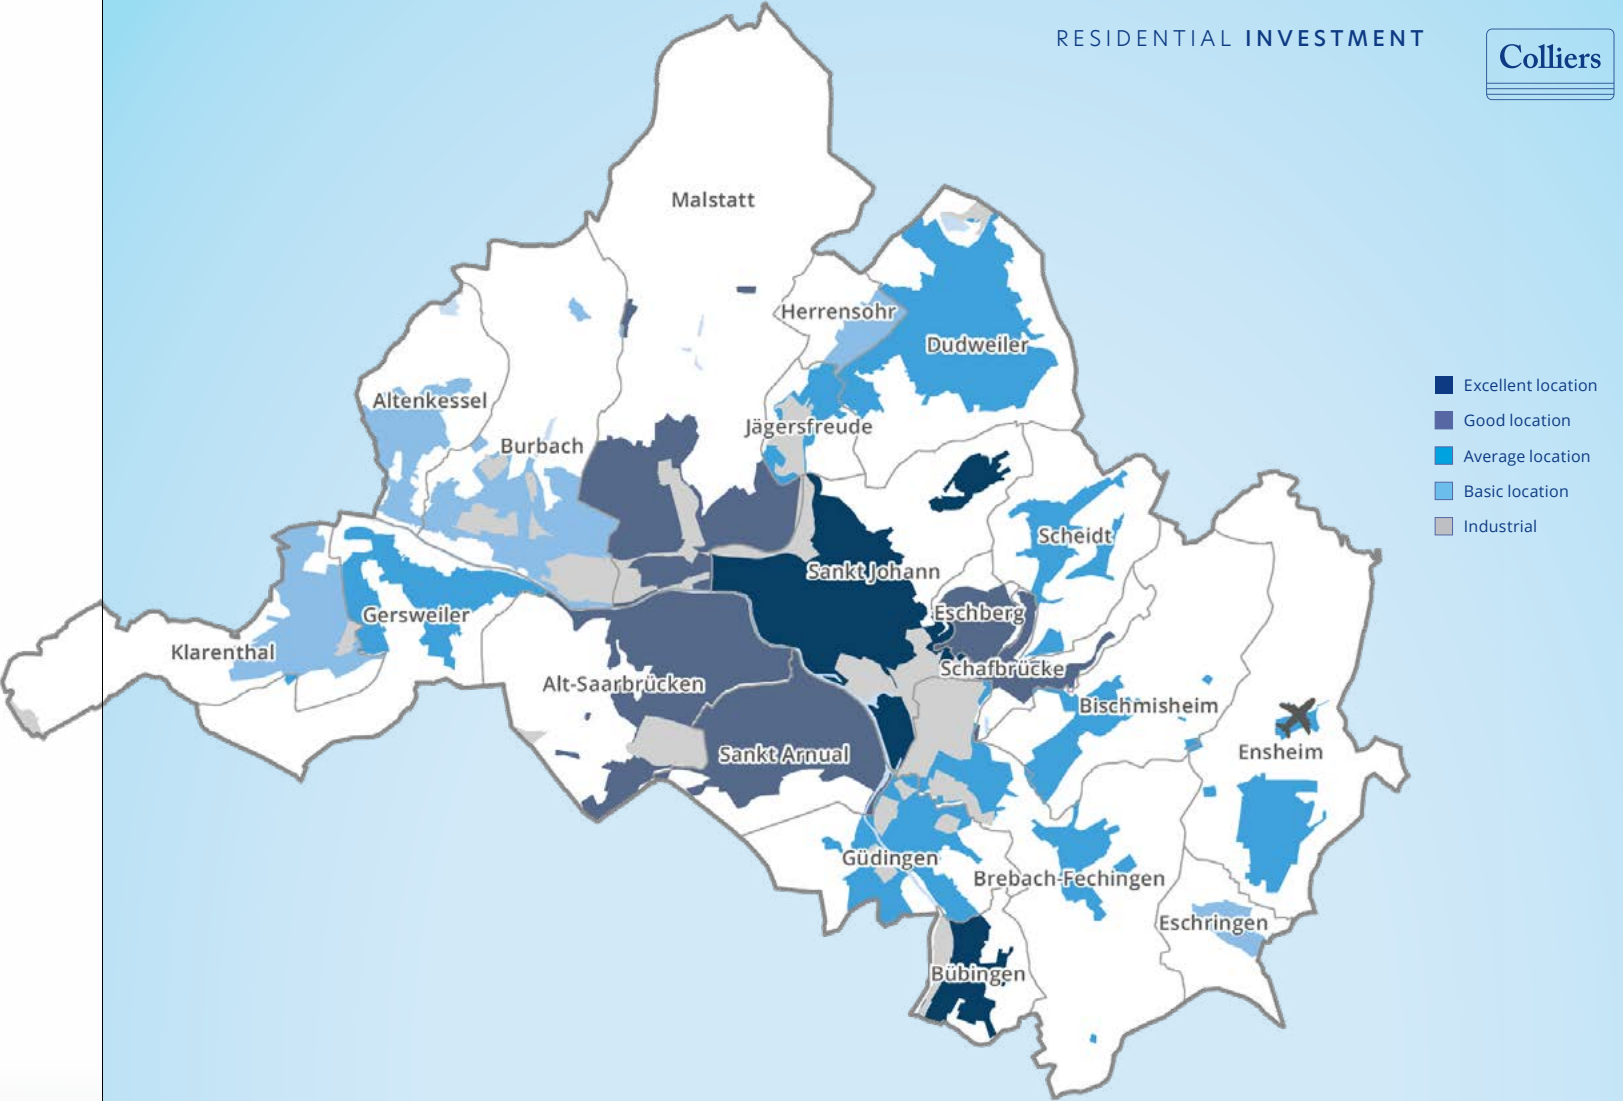 RESIDENTIAL INVESTMENT
Colliers
Malstatt
Herrensohr
Dudweiler
Altenkessel
Jägersfreude
Burbach
Scheidt
Sankt Johann
Eschberg
Gersweiler
Klarenthal
Schafbrücke
Alt-Saarbrücken
Bischmisheim
Sankt Arnual
Ensheim
Güdingen
Brebach-Fechingen
Eschringen
Bübingen
Excellent location
Good location
Average location
Basic location
Industrial